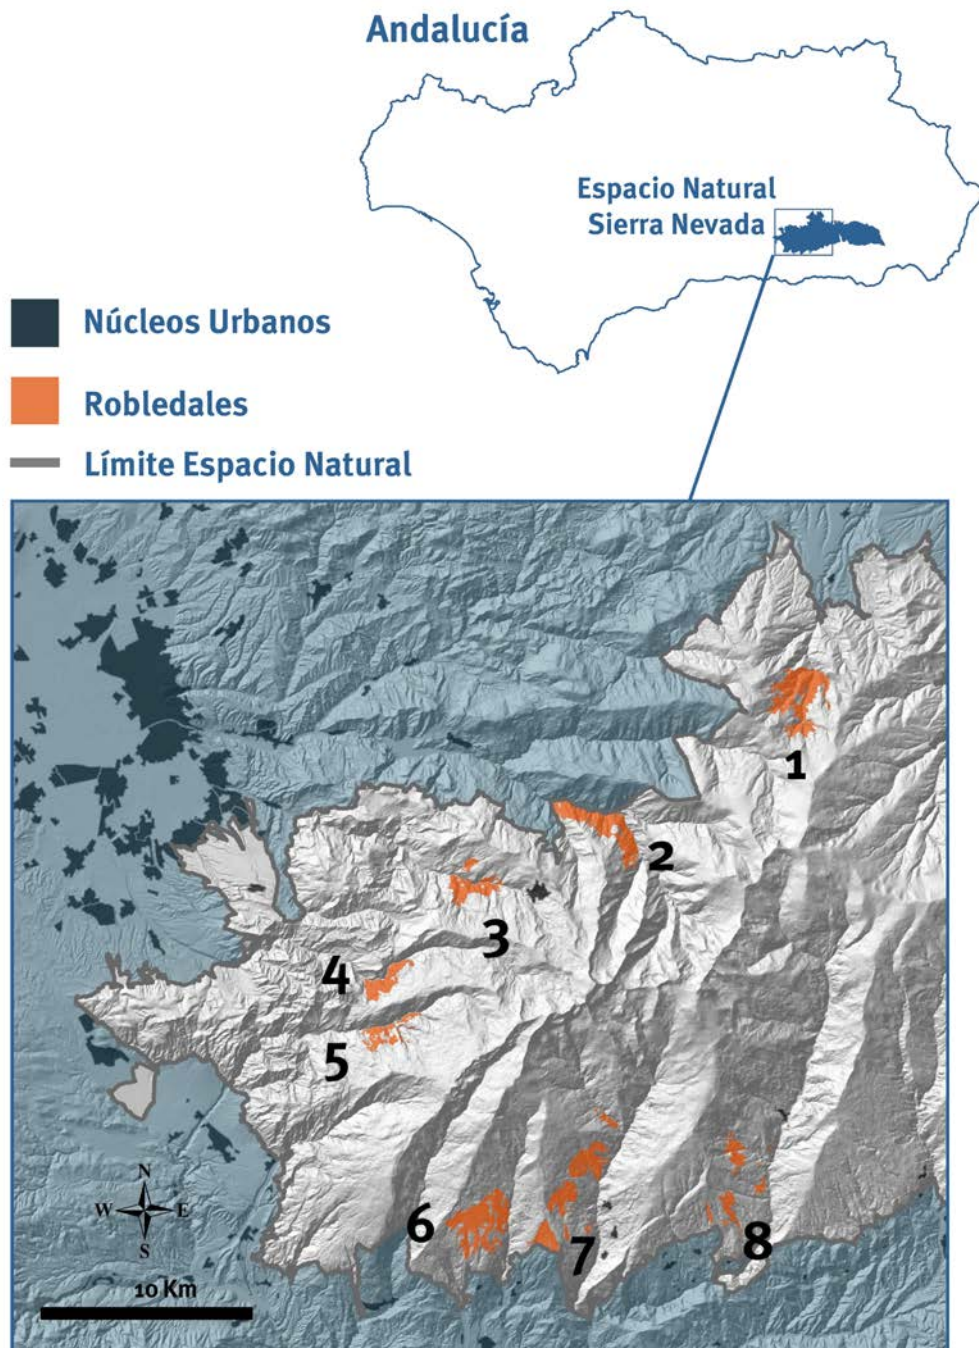 Andalucía
Espacio Natural
Sierra Nevada
Núcleos Urbanos
Robledales
Límite Espacio Natural
1
2
3
4
5
6
7
8
N
W E
S
10 Km